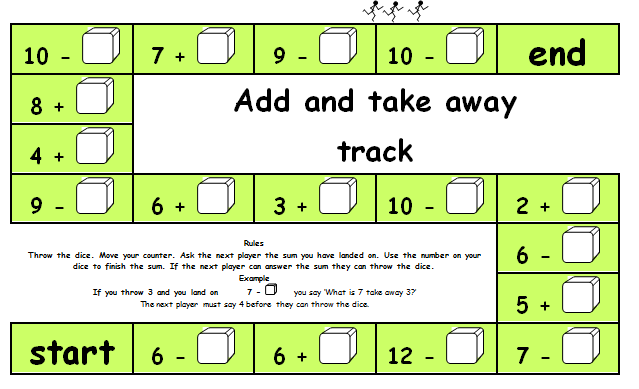 10 - 7 + 9 - 10 - end
8 + Add and take away
4 + track
9 - 6 + 3 + 10 - 2 +
Rules
Throw the dice. Move your counter. Ask the next player the sum you have landed on. Use the number on your
dice to finish the sum. If the next player can answer the sum they can throw the dice.
Example
If you throw 3 and you land on 7 - you say 'What is 7 take away 3?'
The next player must say 4 before they can throw the dice.
6 -
5 +
start 6 - 6 + 12 - 7 -